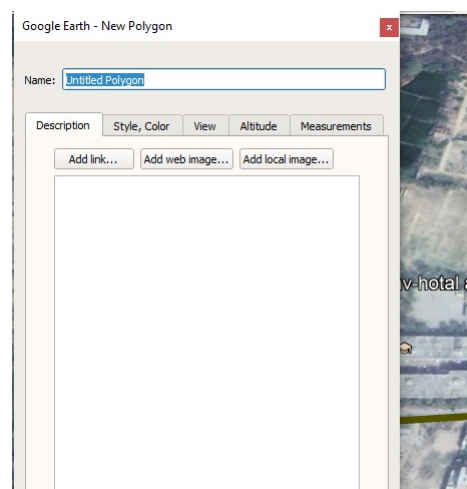 Google Earth - New Polygon
x
Name: Untitled Polygon
Description Style, Color View Altitude Measurements
Add link... Add web image... Add local image...
v-hotal